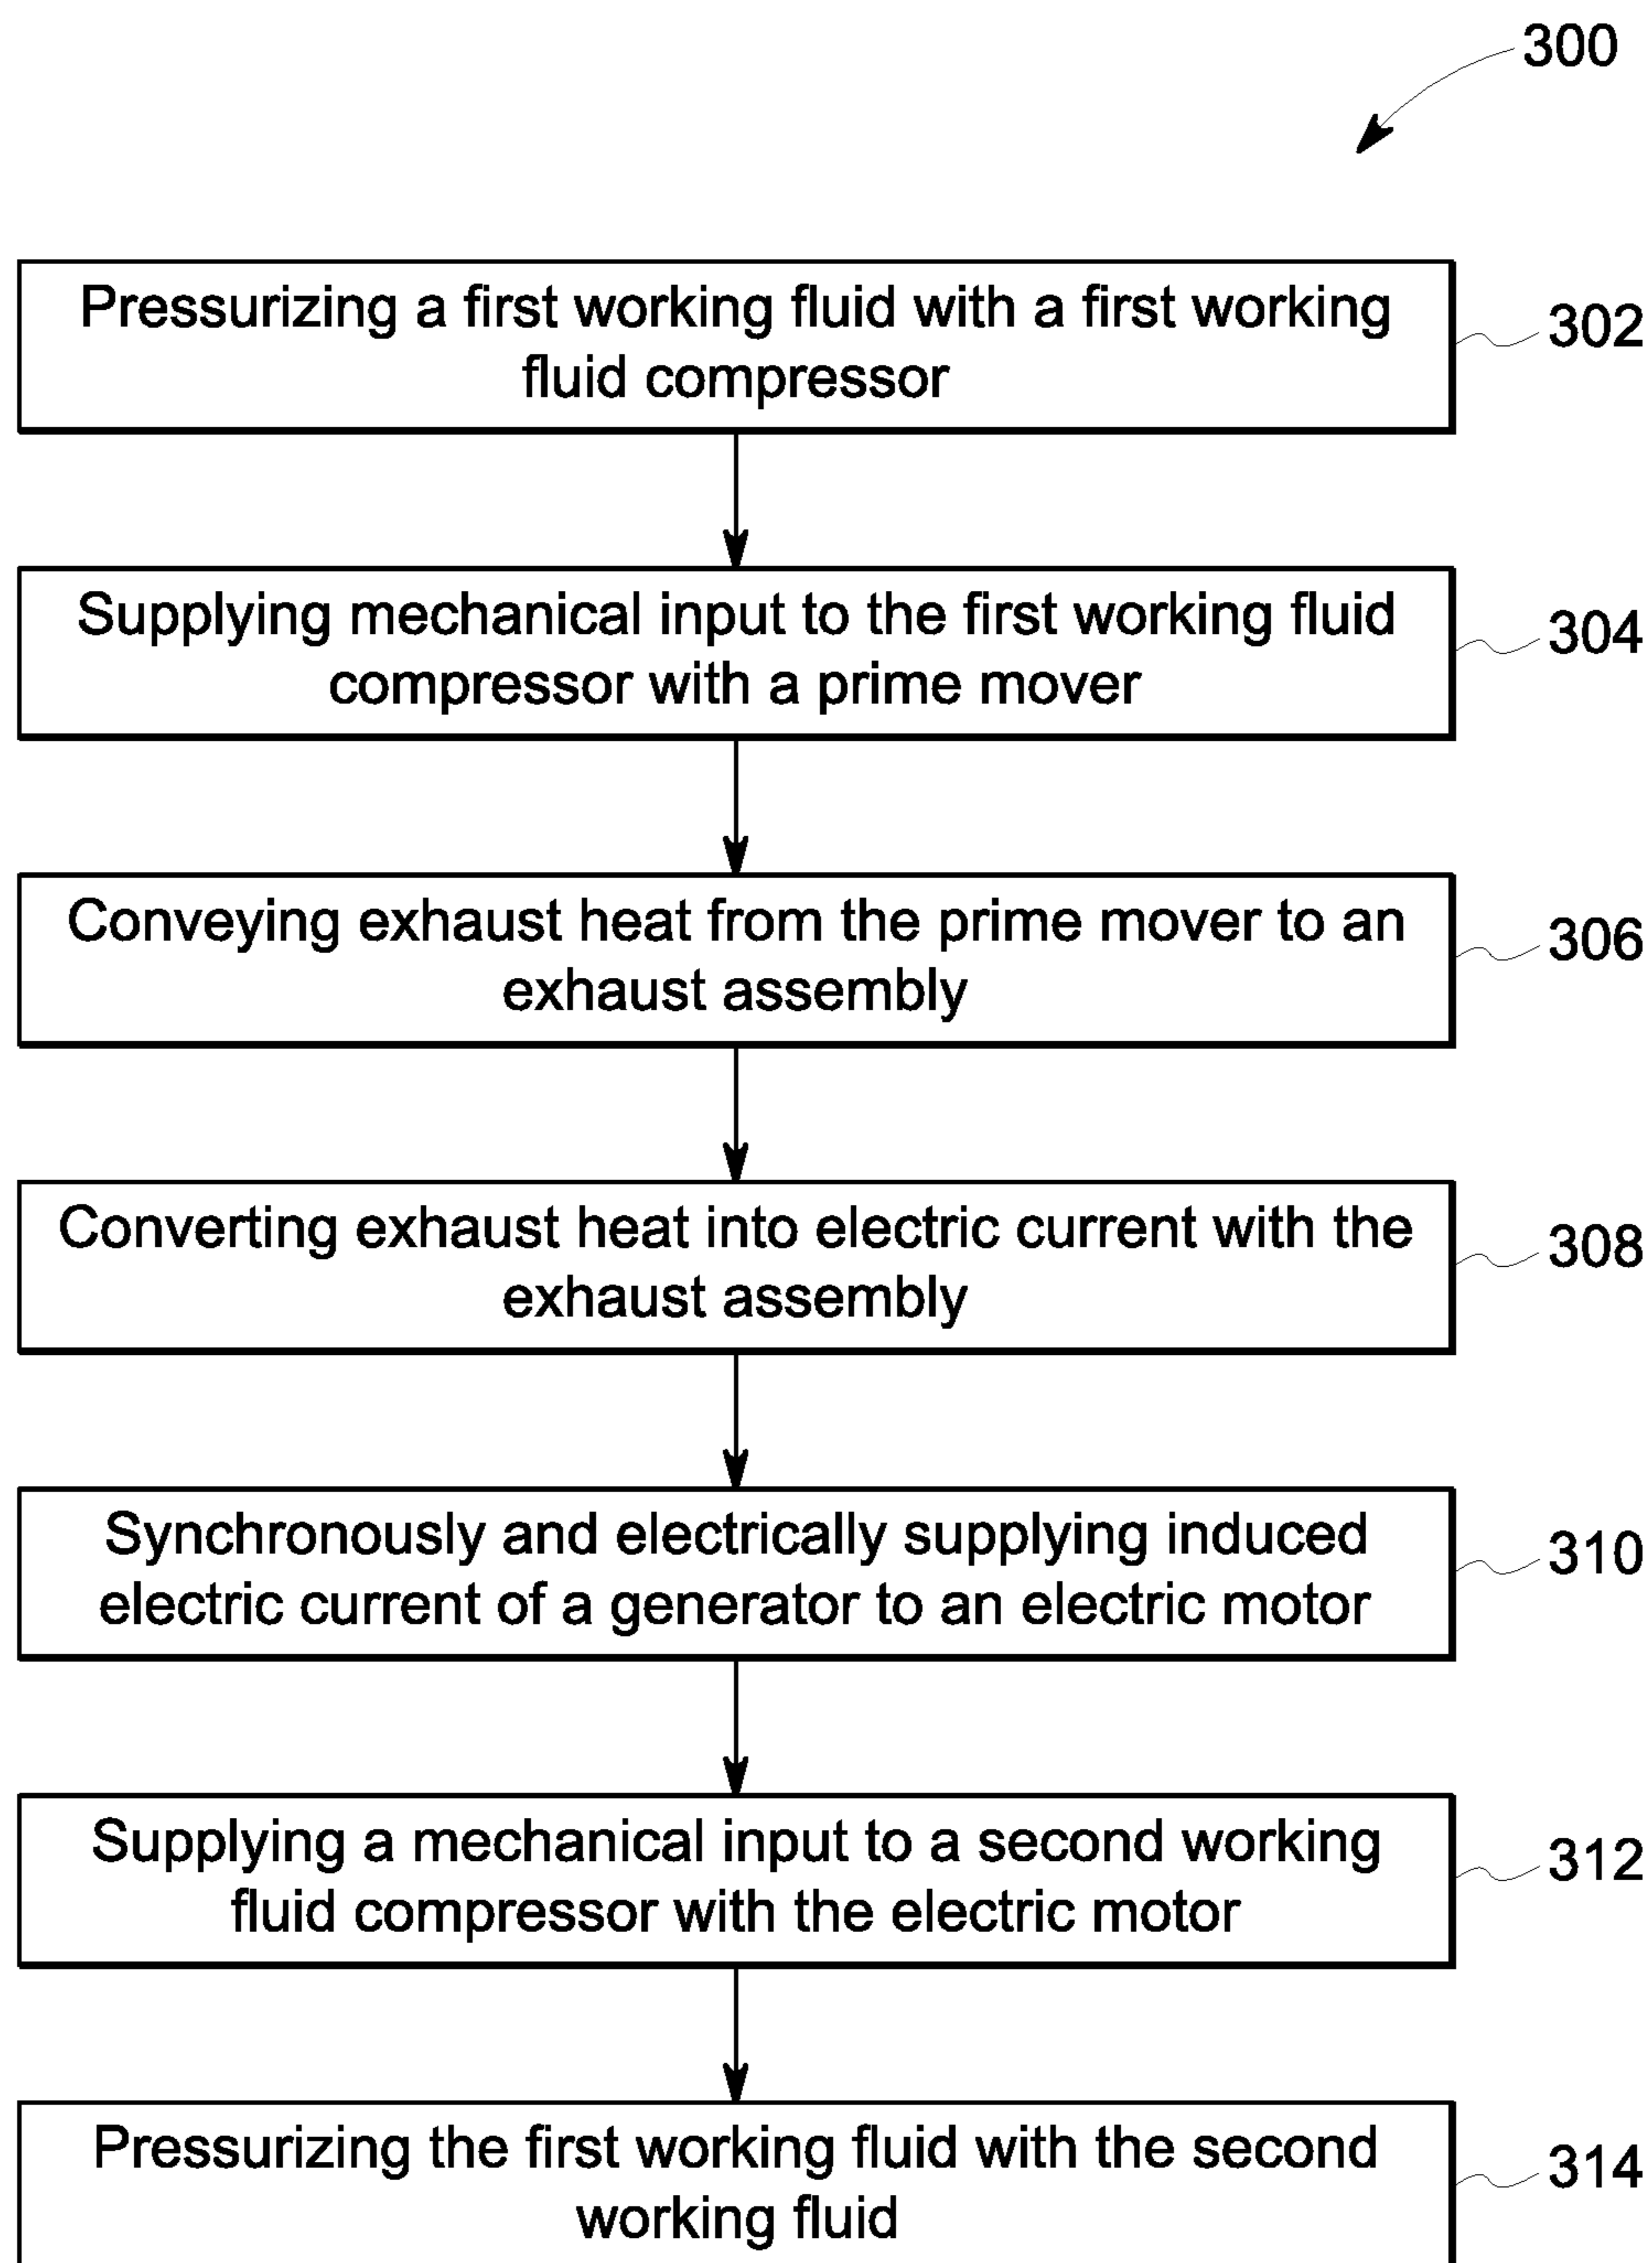 300
Pressurizing a first working fluid with a first working
fluid compressor
302
Supplying mechanical input to the first working fluid
compressor with a prime mover
304
Conveying exhaust heat from the prime mover to an
exhaust assembly
306
Converting exhaust heat into electric current with the
exhaust assembly
308
Synchronously and electrically supplying induced
electric current of a generator to an electric motor
310
Supplying a mechanical input to a second working
fluid compressor with the electric motor
312
Pressurizing the first working fluid with the second
working fluid
314